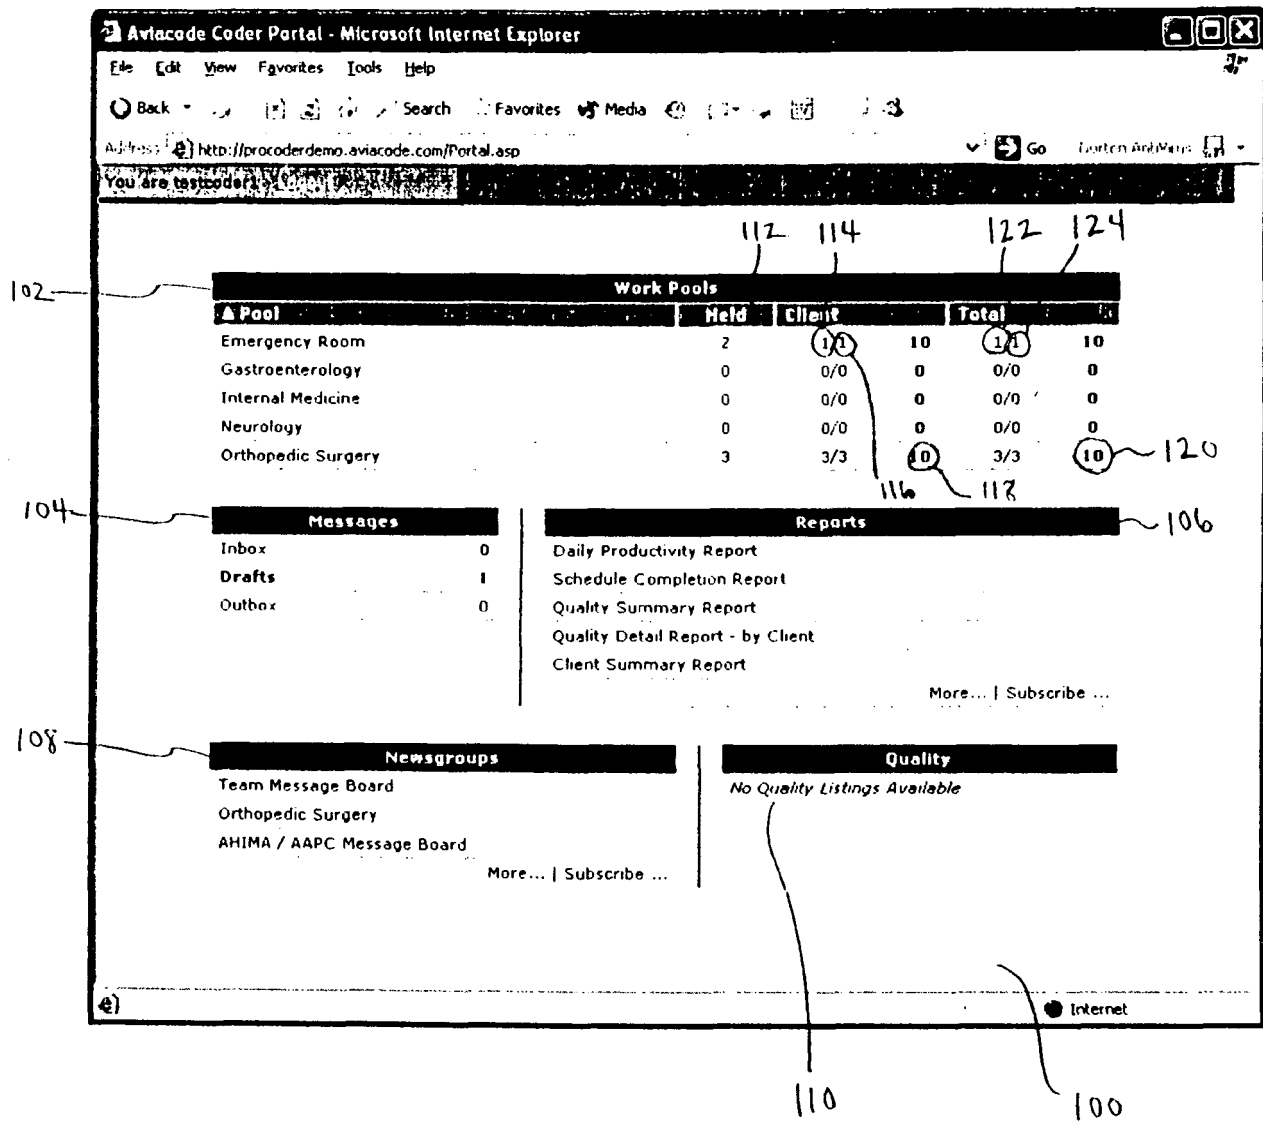 Aviacode Coder Portal - Microsoft Internet Explorer
File Edit View Favorites Tools Help
Back Search Favorites Media
Address http://procoderdemo.aviacode.com/Portal.asp Go Norton AntiVirus
You are testcoder1
112 114 122 124
102
Work Pools
Pool Held Client Total
Emergency Room 2 1/1 10 1/1 10
Gastroenterology 0 0/0 0 0/0 0
Internal Medicine 0 0/0 0 0/0 0
Neurology 0 0/0 0 0/0 0
Orthopedic Surgery 3 3/3 10 3/3 10 120
116 118
104 Messages Reports 106
Inbox 0 Daily Productivity Report
Drafts 1 Schedule Completion Report
Outbox 0 Quality Summary Report
Quality Detail Report - by Client
Client Summary Report
More... | Subscribe ...
108 Newsgroups Quality
Team Message Board No Quality Listings Available
Orthopedic Surgery
AHIMA / AAPC Message Board
More... | Subscribe ...
Internet
110 100